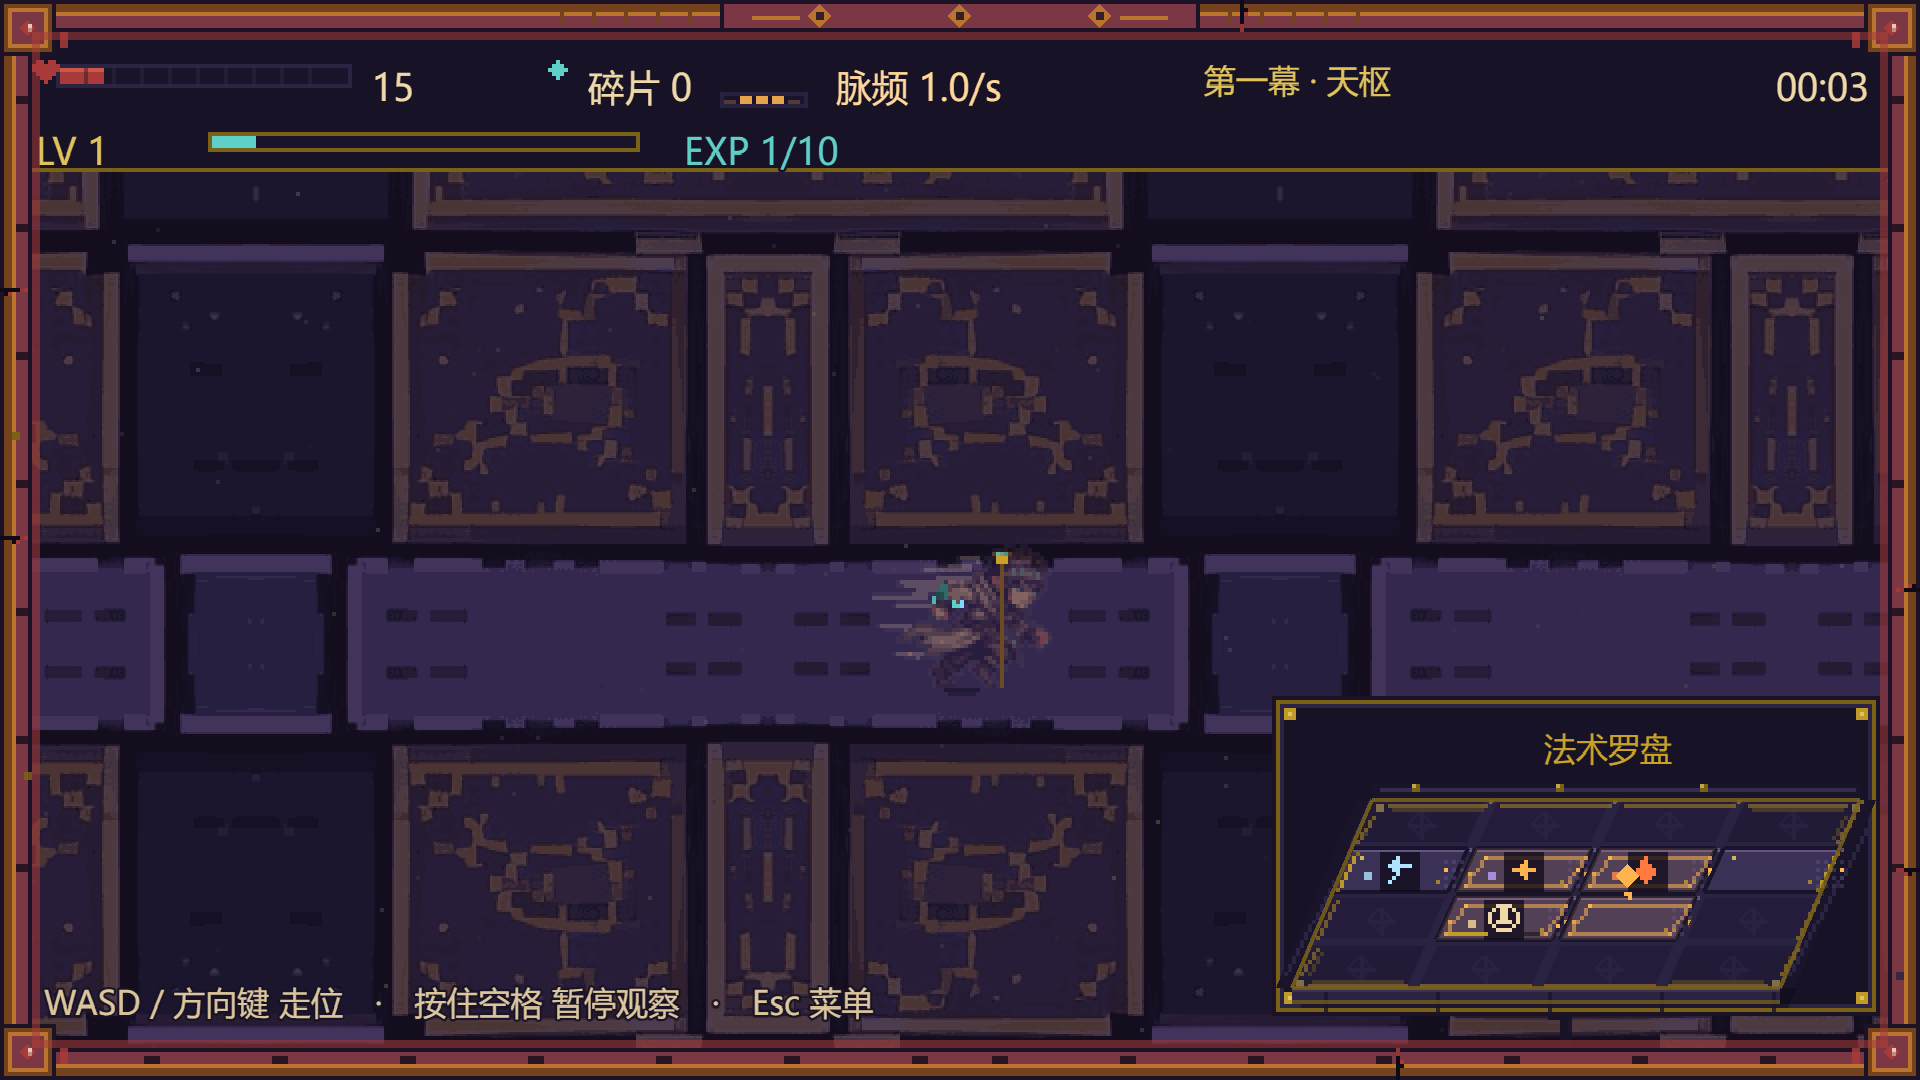 15
碎片 0
脉频 1.0/s
第一幕 · 天枢
00:03
LV 1
EXP 1/10
法术罗盘
WASD / 方向键 走位 · 按住空格 暂停观察 · Esc 菜单